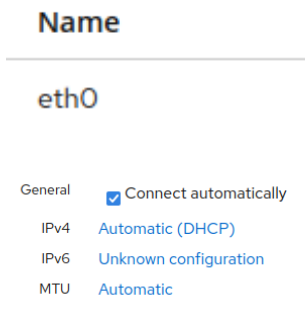 Name
eth0
General Connect automatically
IPv4 Automatic (DHCP)
IPv6 Unknown configuration
MTU Automatic